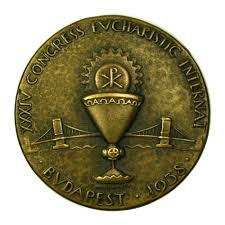 XXXIV CONGRESS EVCHARISTIC INTERNAT
· BVDAPEST · 1938 ·